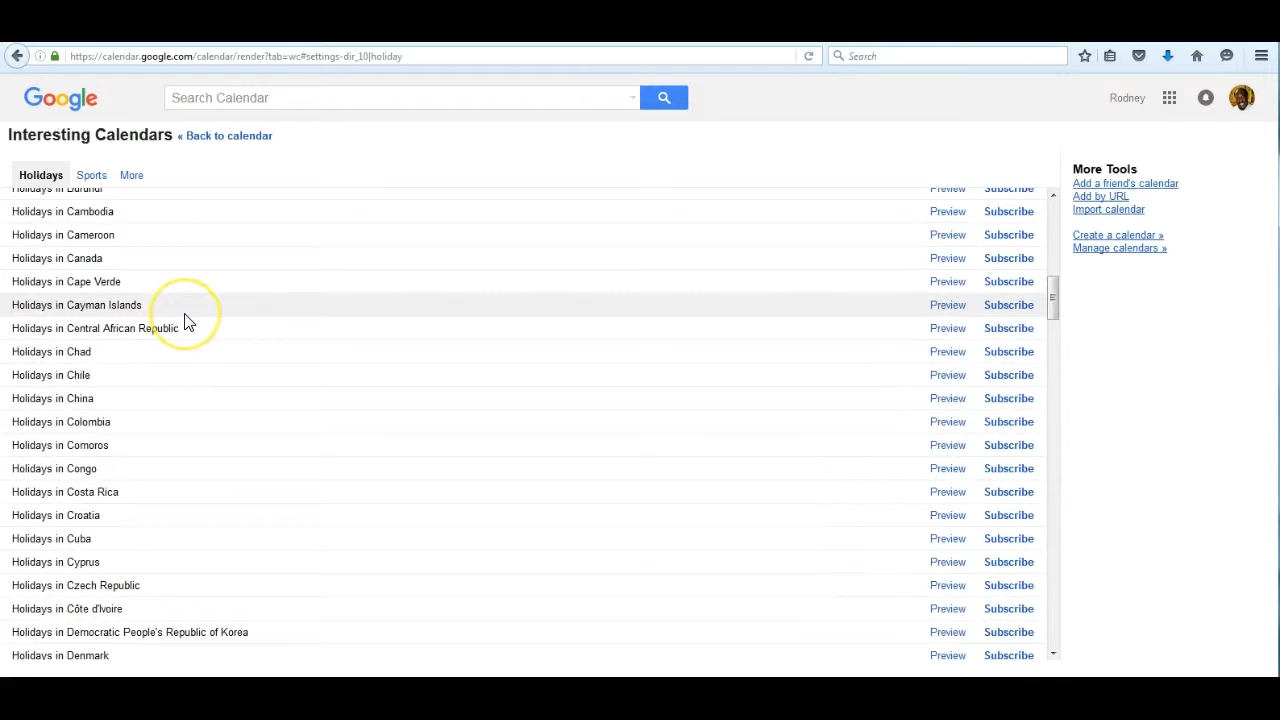 https://calendar.google.com/calendar/render?tab=wc#settings-dir_10|holiday
Search
Google
Search Calendar
Rodney
Interesting Calendars « Back to calendar
Holidays Sports More
Holidays in Burundi Preview Subscribe
Holidays in Cambodia Preview Subscribe
Holidays in Cameroon Preview Subscribe
Holidays in Canada Preview Subscribe
Holidays in Cape Verde Preview Subscribe
Holidays in Cayman Islands Preview Subscribe
Holidays in Central African Republic Preview Subscribe
Holidays in Chad Preview Subscribe
Holidays in Chile Preview Subscribe
Holidays in China Preview Subscribe
Holidays in Colombia Preview Subscribe
Holidays in Comoros Preview Subscribe
Holidays in Congo Preview Subscribe
Holidays in Costa Rica Preview Subscribe
Holidays in Croatia Preview Subscribe
Holidays in Cuba Preview Subscribe
Holidays in Cyprus Preview Subscribe
Holidays in Czech Republic Preview Subscribe
Holidays in Côte d'Ivoire Preview Subscribe
Holidays in Democratic People's Republic of Korea Preview Subscribe
Holidays in Denmark Preview Subscribe
More Tools
Add a friend's calendar
Add by URL
Import calendar
Create a calendar »
Manage calendars »